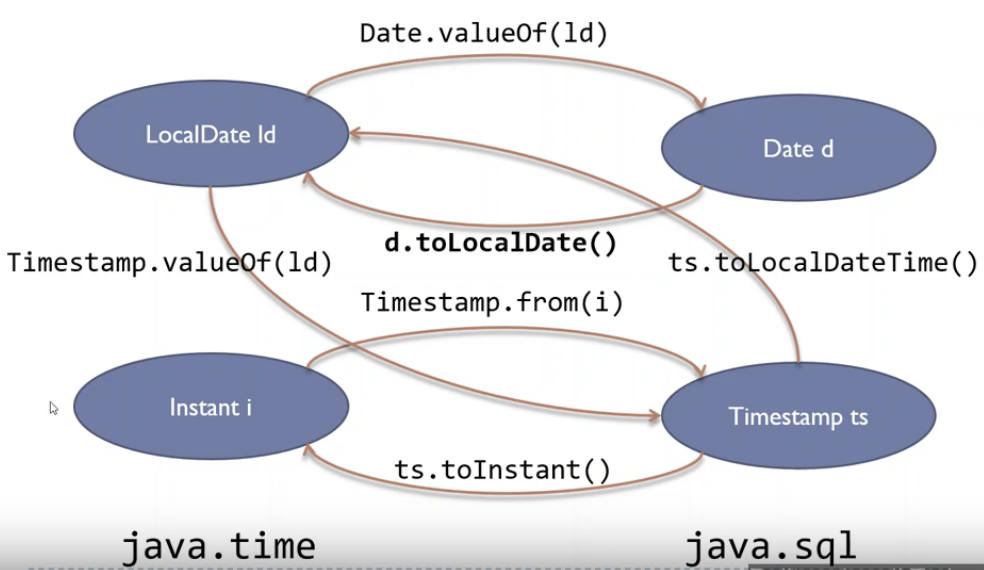 Date.valueOf(ld)
LocalDate ld
Date d
d.toLocalDate()
Timestamp.valueOf(ld)
ts.toLocalDateTime()
Timestamp.from(i)
Instant i
Timestamp ts
ts.toInstant()
java.time
java.sql